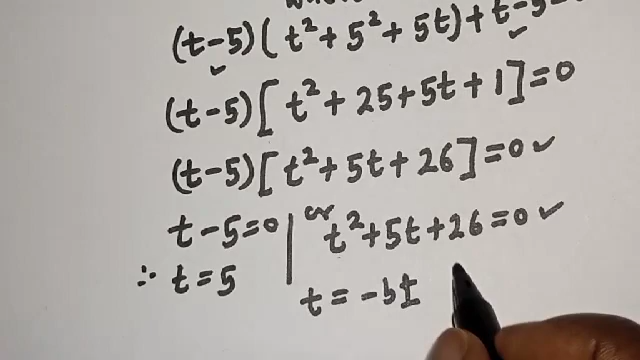 (t-5)(t²+5²+5t)+t-5=
(t-5)[t²+25+5t+1]=0
(t-5)[t²+5t+26]=0✓
t-5=0 | or t²+5t+26=0✓
∴ t=5
t=-b±